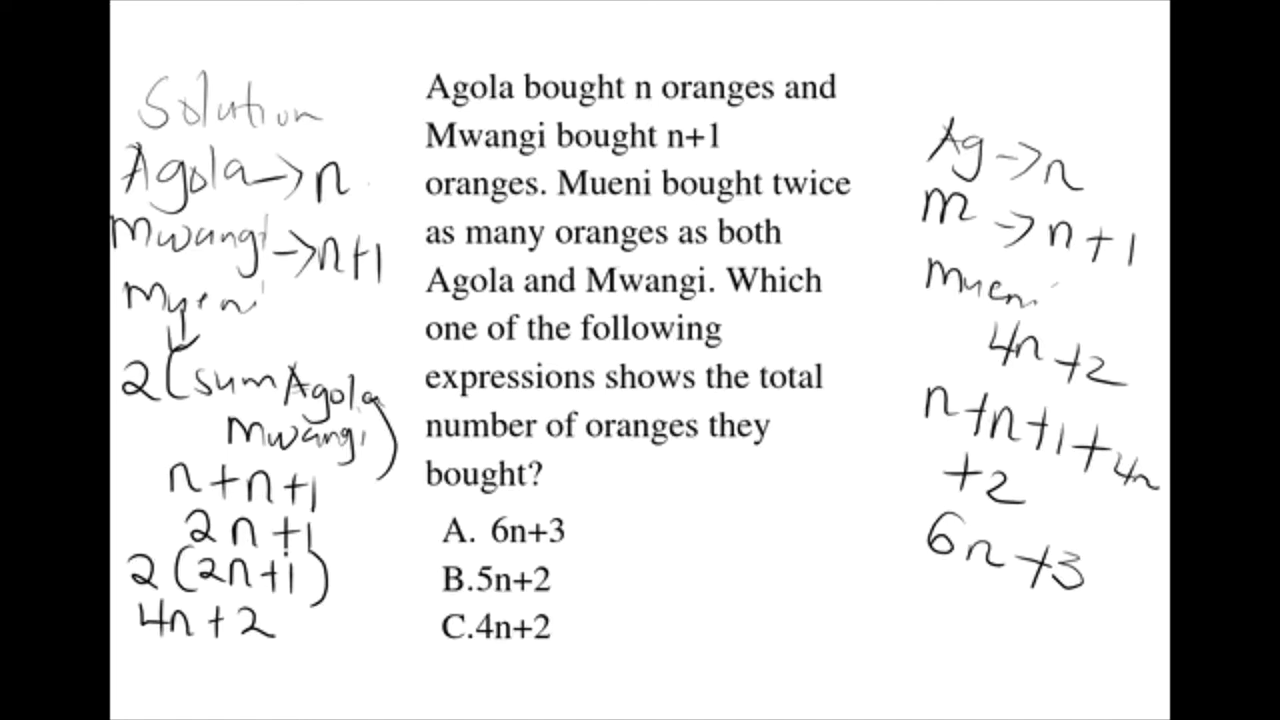 Solution
Agola->n
Mwangi->n+1
Mueni
2(sum Agola
Mwangi)
n+n+1
2n+1
2(2n+1)
4n+2
Agola bought n oranges and
Mwangi bought n+1
oranges. Mueni bought twice
as many oranges as both
Agola and Mwangi. Which
one of the following
expressions shows the total
number of oranges they
bought?
A. 6n+3
B.5n+2
C.4n+2
Ag->n
m->n+1
Mueni
4n+2
n+n+1+4n
+2
6n+3